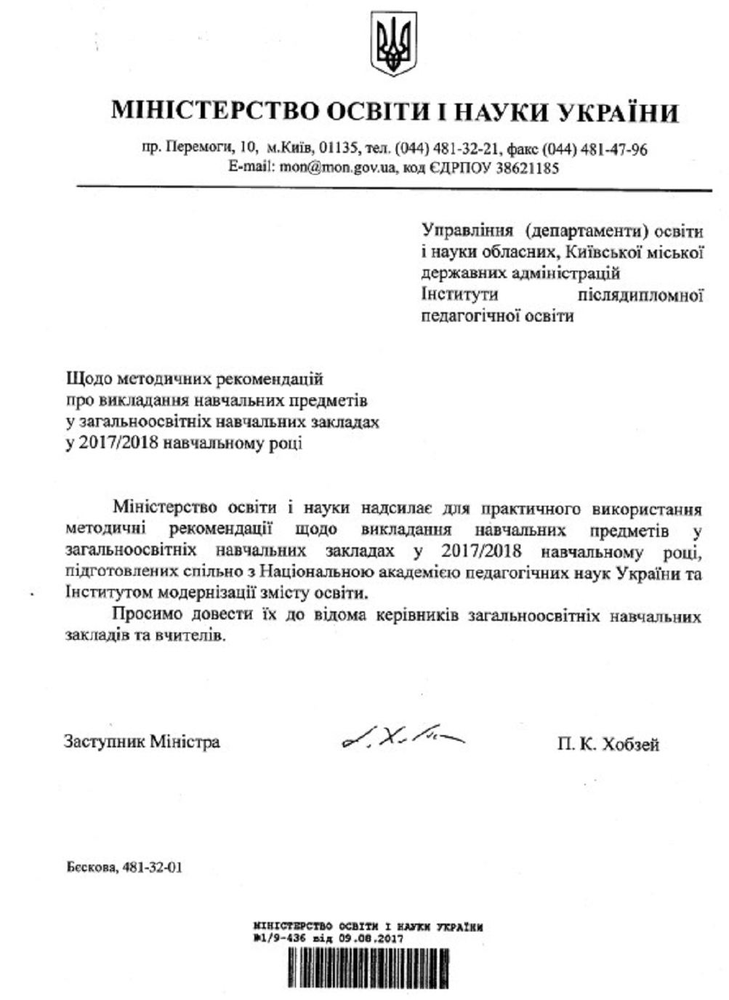 МІНІСТЕРСТВО ОСВІТИ І НАУКИ УКРАЇНИ
пр. Перемоги, 10, м.Київ, 01135, тел. (044) 481-32-21, факс (044) 481-47-96
E-mail: mon@mon.gov.ua, код ЄДРПОУ 38621185
Управління (департаменти) освіти
і науки обласних, Київської міської
державних адміністрацій
Інститути післядипломної
педагогічної освіти
Щодо методичних рекомендацій
про викладання навчальних предметів
у загальноосвітніх навчальних закладах
у 2017/2018 навчальному році
Міністерство освіти і науки надсилає для практичного використання
методичні рекомендації щодо викладання навчальних предметів у
загальноосвітніх навчальних закладах у 2017/2018 навчальному році,
підготовлених спільно з Національною академією педагогічних наук України та
Інститутом модернізації змісту освіти.
Просимо довести їх до відома керівників загальноосвітніх навчальних
закладів та вчителів.
Заступник Міністра
П. К. Хобзей
Бєскова, 481-32-01
МІНІСТЕРСТВО ОСВІТИ І НАУКИ УКРАЇНИ
№1/9-436 від 09.08.2017